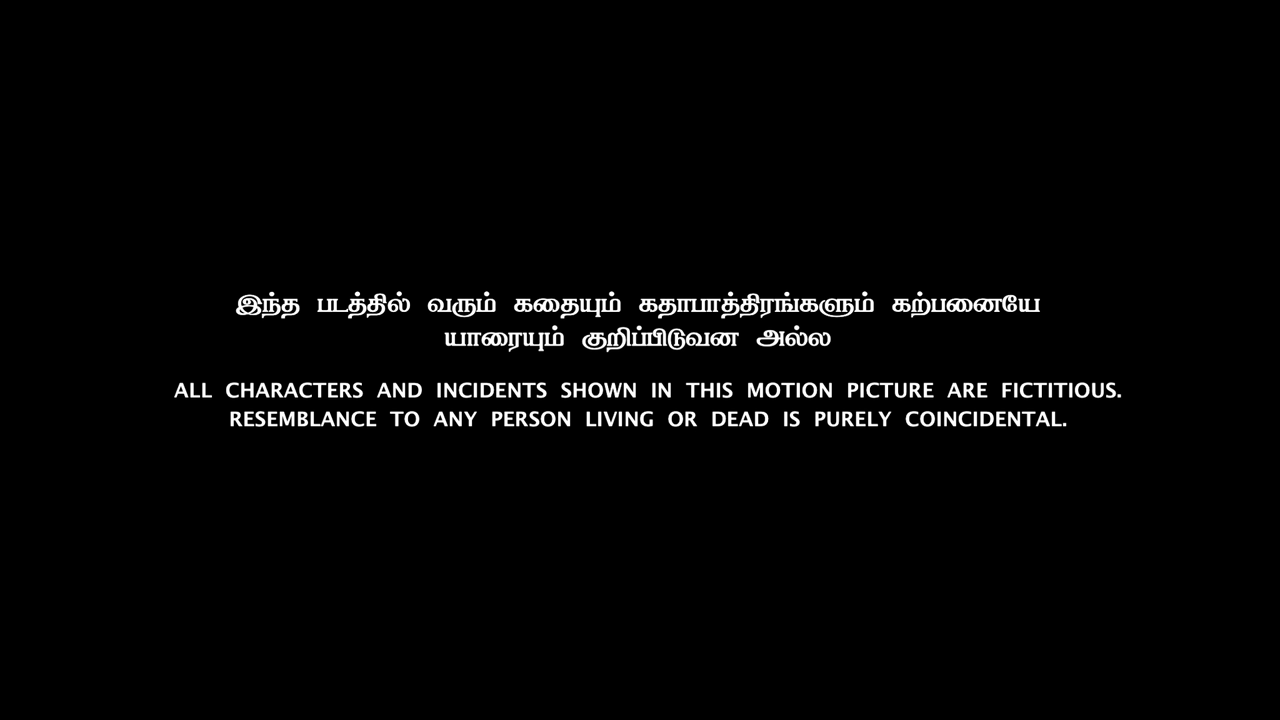 இந்த படத்தில் வரும் கதையும் கதாபாத்திரங்களும் கற்பனையே
யாரையும் குறிப்பிடுவன அல்ல
ALL CHARACTERS AND INCIDENTS SHOWN IN THIS MOTION PICTURE ARE FICTITIOUS.
RESEMBLANCE TO ANY PERSON LIVING OR DEAD IS PURELY COINCIDENTAL.